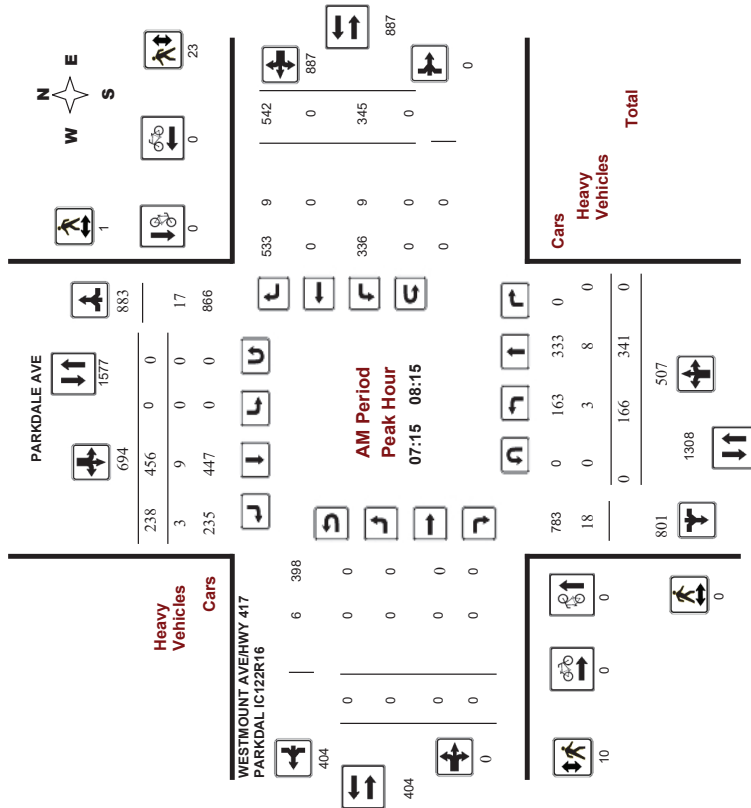 N
W E
S
23
0
1
0
887
887
0
542 0 345 0
9 0 9 0 0
533 0 336 0 0
PARKDALE AVE
1577
883
694
238 456 0 0
3 9 0 0 17
235 447 0 0 866
AM Period
Peak Hour
07:15 08:15
Heavy
Vehicles
Cars
WESTMOUNT AVE/HWY 417
PARKDAL IC122R16
6 398
0 0
0 0
0 0
0 0
0
0
0
0
404
404
0
Cars
Heavy
Vehicles
Total
783 0 163 333 0
18 0 3 8 0
0 166 341 0
801
1308
507
0
0
10
0